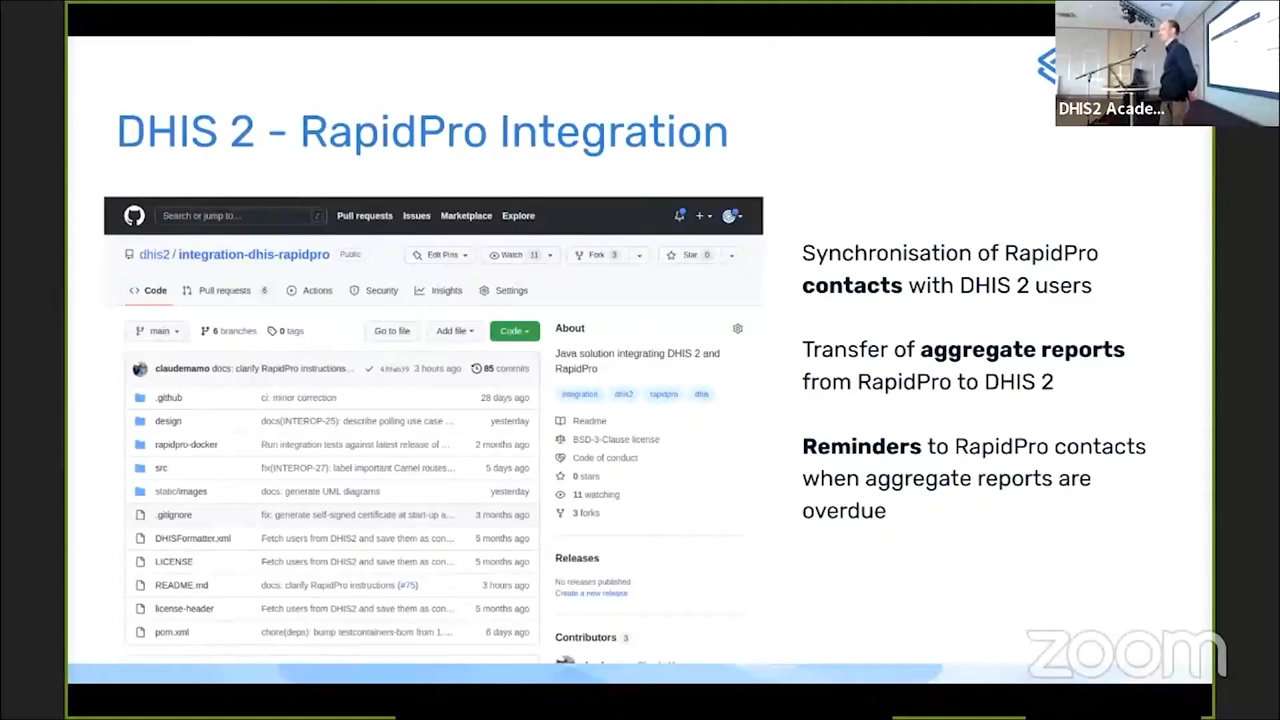 DHIS2 Acade...
DHIS 2 - RapidPro Integration
Search or jump to...
/
Pull requests
Issues
Marketplace
Explore
dhis2 / integration-dhis-rapidpro
Public
Edit Pins
Watch 11
Fork 3
Star 0
Code
Pull requests 6
Actions
Security
Insights
Settings
main
6 branches
0 tags
Go to file
Add file
Code
claudemamo docs: clarify RapidPro instructions... 3 hours ago 85 commits
.github ci: minor correction 28 days ago
design docs(INTEROP-25): describe polling use case ... yesterday
rapidpro-docker Run integration tests against latest release of ... 2 months ago
src fix(INTEROP-27): label important Camel routes... 5 days ago
static/images docs: generate UML diagrams yesterday
.gitignore fix: generate self-signed certificate at start-up a... 3 months ago
DHISFormatter.xml Fetch users from DHIS2 and save them as con... 5 months ago
LICENSE Fetch users from DHIS2 and save them as con... 5 months ago
README.md docs: clarify RapidPro instructions (#75) 3 hours ago
license-header Fetch users from DHIS2 and save them as con... 5 months ago
pom.xml chore(deps): bump testcontainers-bom from 1.... 6 days ago
About
Java solution integrating DHIS 2 and
RapidPro
integration dhis2 rapidpro dhis
Readme
BSD-3-Clause license
Code of conduct
0 stars
11 watching
3 forks
Releases
No releases published
Create a new release
Contributors 3
Synchronisation of RapidPro
contacts with DHIS 2 users
Transfer of aggregate reports
from RapidPro to DHIS 2
Reminders to RapidPro contacts
when aggregate reports are
overdue
zoom